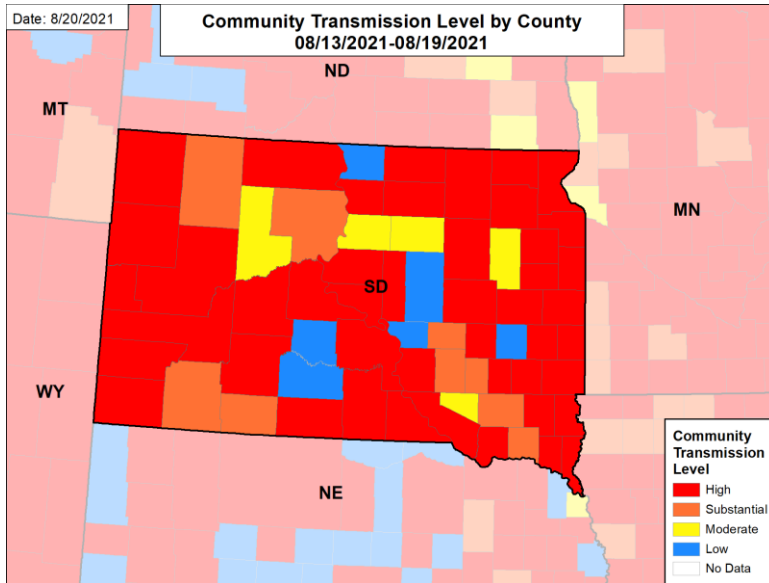 Date: 8/20/2021
Community Transmission Level by County
08/13/2021-08/19/2021
ND
MT
MN
SD
WY
NE
Community
Transmission
Level
High
Substantial
Moderate
Low
No Data